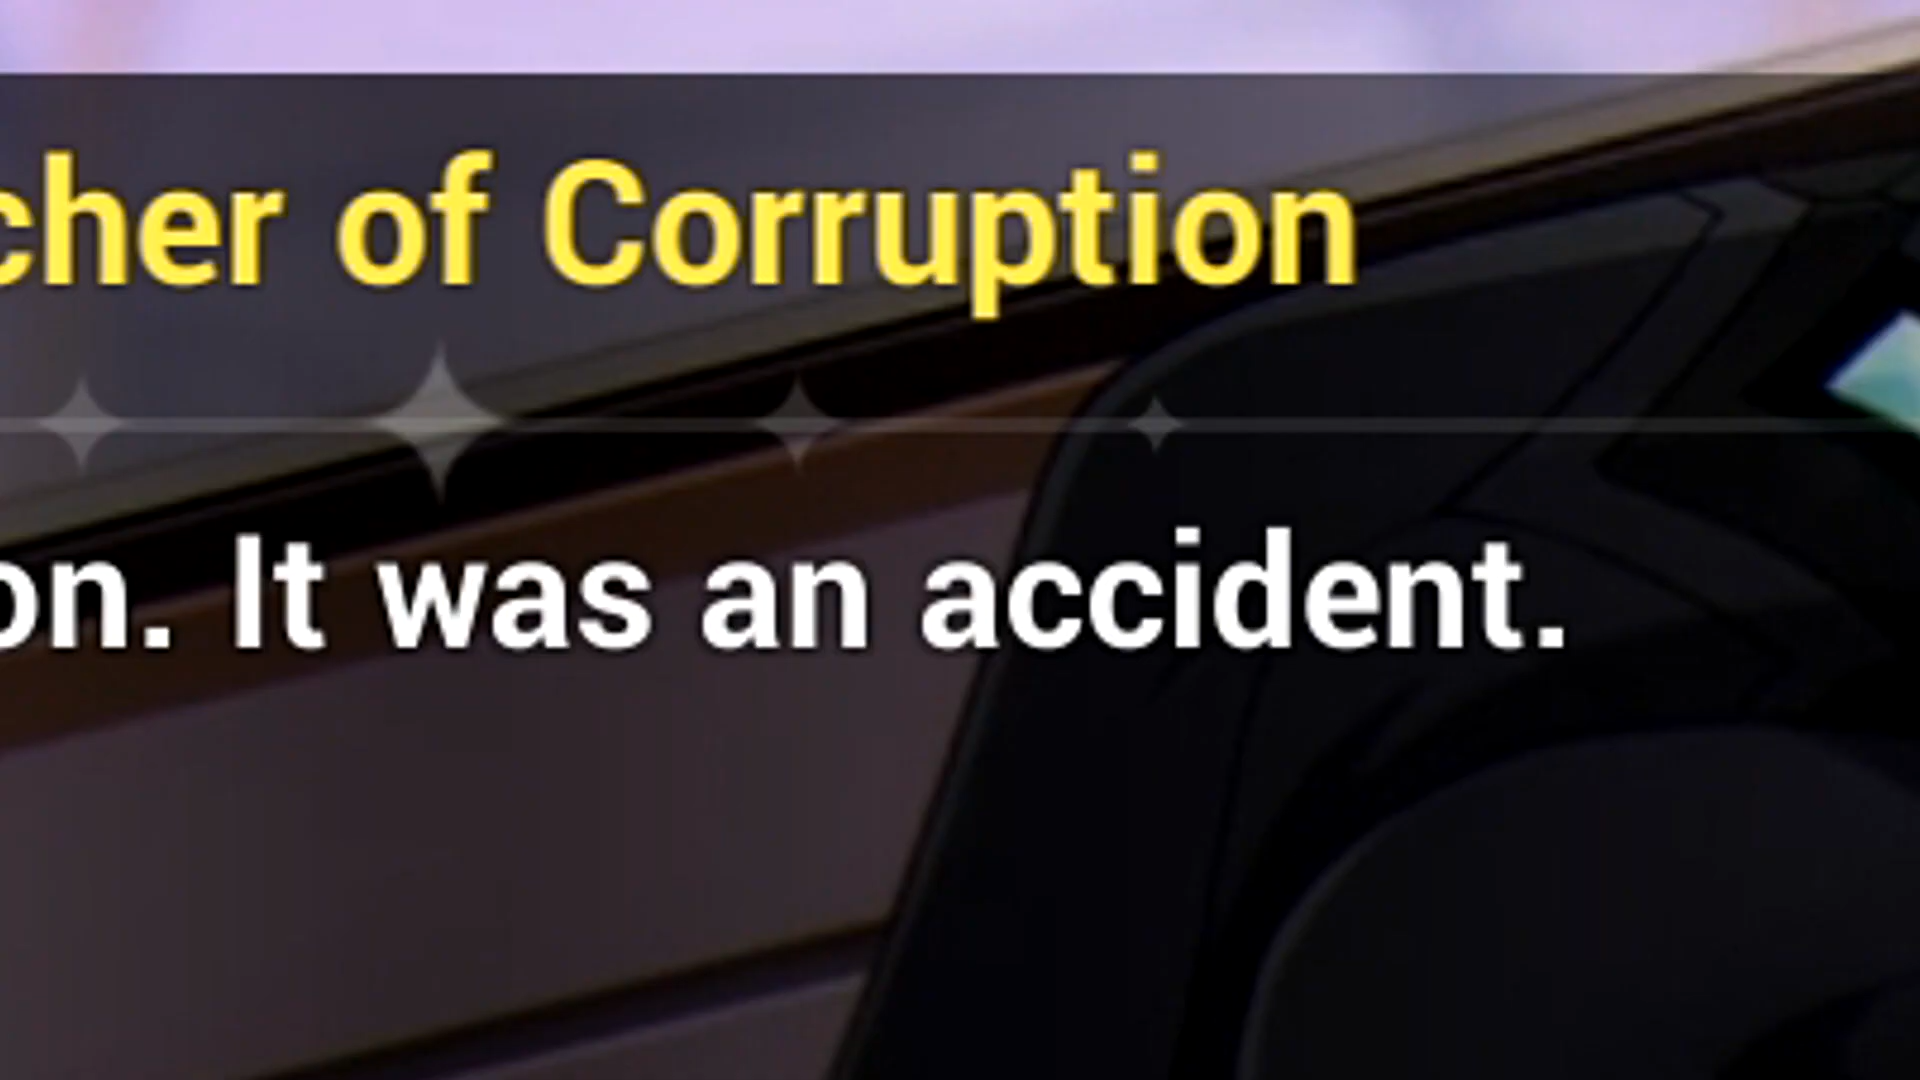 cher of Corruption
on. It was an accident.